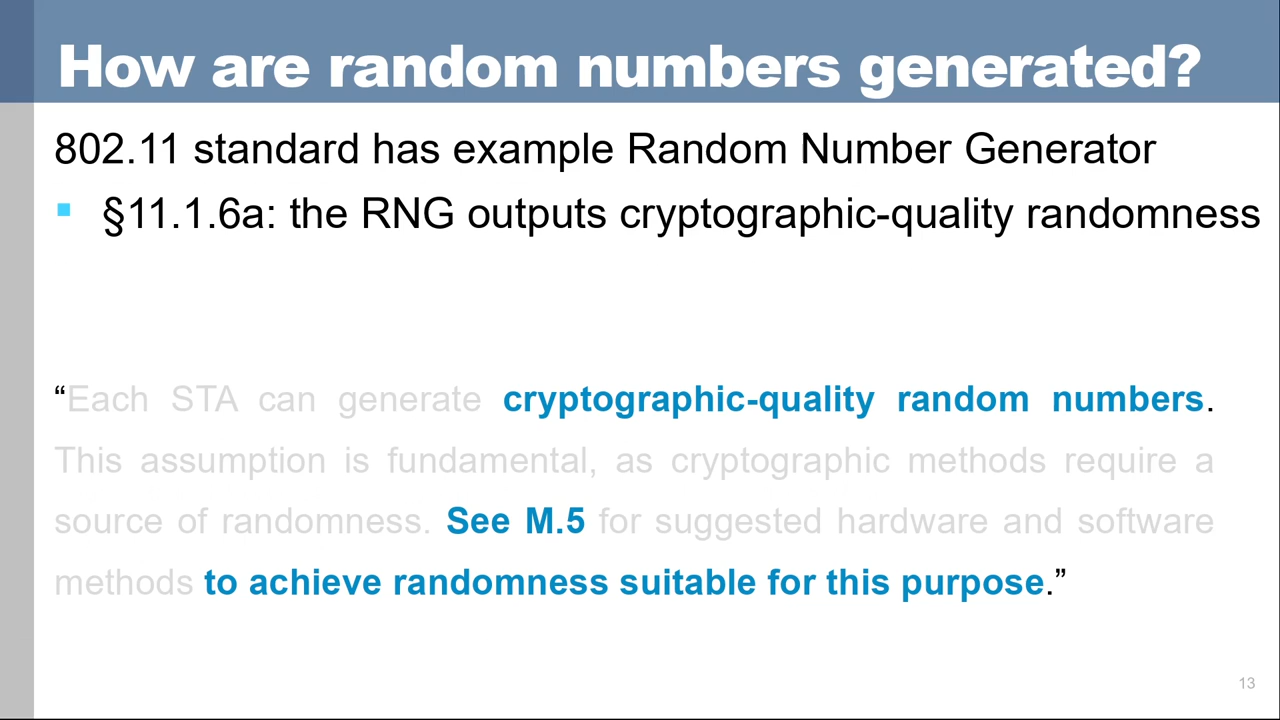 How are random numbers generated?
802.11 standard has example Random Number Generator
▪ §11.1.6a: the RNG outputs cryptographic-quality randomness
“Each STA can generate cryptographic-quality random numbers.
This assumption is fundamental, as cryptographic methods require a
source of randomness. See M.5 for suggested hardware and software
methods to achieve randomness suitable for this purpose.”
13